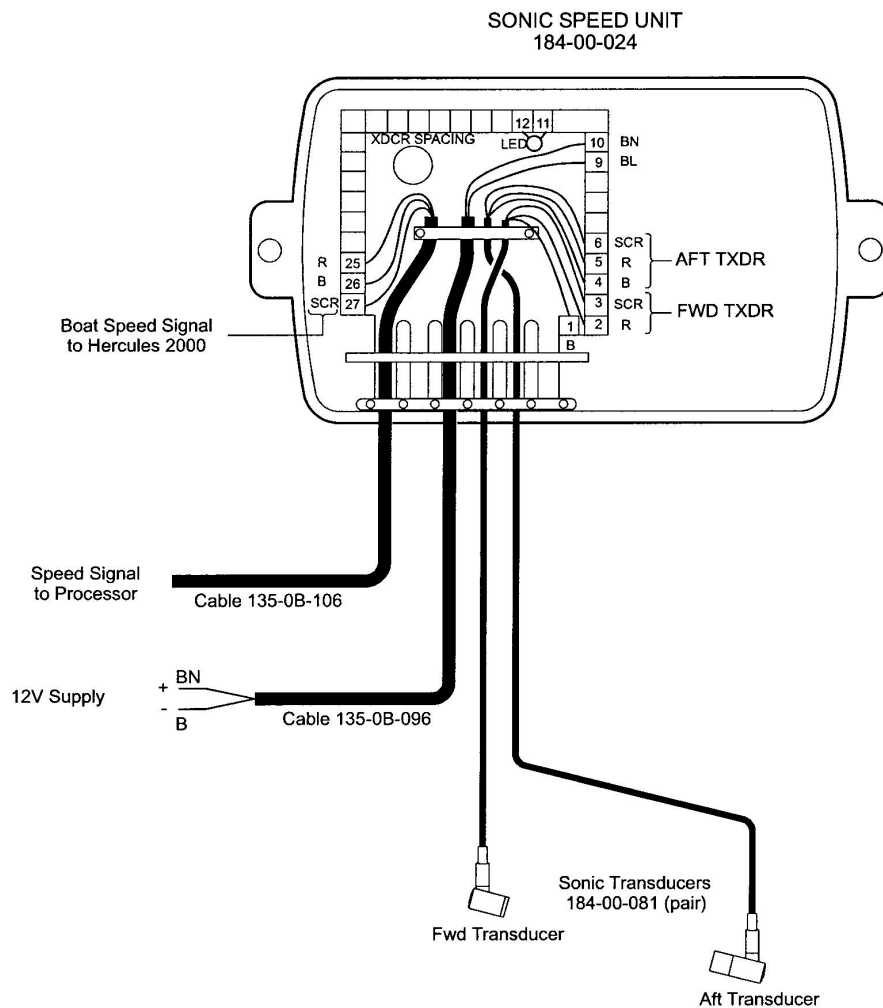 SONIC SPEED UNIT
184-00-024
12 11
XDCR SPACING
LED
10 BN
9 BL
6 SCR
5 R
4 B
AFT TXDR
3 SCR
2 R
FWD TXDR
1
B
R 25
B 26
SCR 27
Boat Speed Signal
to Hercules 2000
Speed Signal
to Processor
Cable 135-0B-106
12V Supply
+ BN
- B
Cable 135-0B-096
Sonic Transducers
184-00-081 (pair)
Fwd Transducer
Aft Transducer